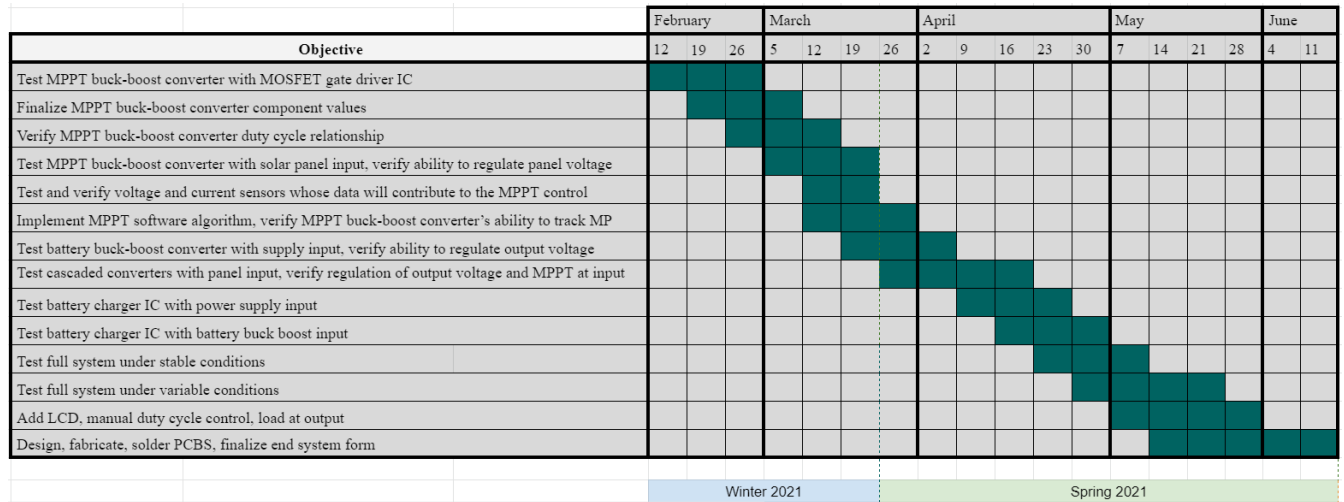 February March April May June
Objective 12 19 26 5 12 19 26 2 9 16 23 30 7 14 21 28 4 11
Test MPPT buck-boost converter with MOSFET gate driver IC
Finalize MPPT buck-boost converter component values
Verify MPPT buck-boost converter duty cycle relationship
Test MPPT buck-boost converter with solar panel input, verify ability to regulate panel voltage
Test and verify voltage and current sensors whose data will contribute to the MPPT control
Implement MPPT software algorithm, verify MPPT buck-boost converter’s ability to track MP
Test battery buck-boost converter with supply input, verify ability to regulate output voltage
Test cascaded converters with panel input, verify regulation of output voltage and MPPT at input
Test battery charger IC with power supply input
Test battery charger IC with battery buck boost input
Test full system under stable conditions
Test full system under variable conditions
Add LCD, manual duty cycle control, load at output
Design, fabricate, solder PCBS, finalize end system form
Winter 2021 Spring 2021